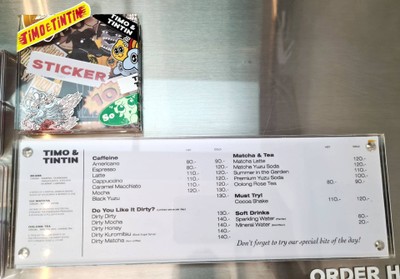 TIMO E TINTIN
TIMO &
TINTIN
STICKER
So
TIMO &
TINTIN
Caffeine
Americano 80.- 90.-
Espresso 80.- 120.-
Latte 110.- 120.-
Cappuccino 110.- 120.-
Caramel Macchiato 110.- 120.-
Mocha 120.-
Black Yuzu 130.-
Do You Like it Dirty?
Dirty Dirty 130.-
Dirty Mocha 140.-
Dirty Honey 140.-
Dirty Kuromitsu 140.-
Dirty Matcha 140.-
Matcha & Tea
Matcha Latte 120.-
Matcha Yuzu Soda 120.-
Summer in the Garden 110.-
Premium Yuzu Soda 100.-
Oolong Rose Tea 80.- 90.-
Must Try!
Cocoa Shake 110.- 120.-
Soft Drinks
Sparkling Water 60.-
Mineral Water 20.-
Don't forget to try our special bite of the day!
ORDER H